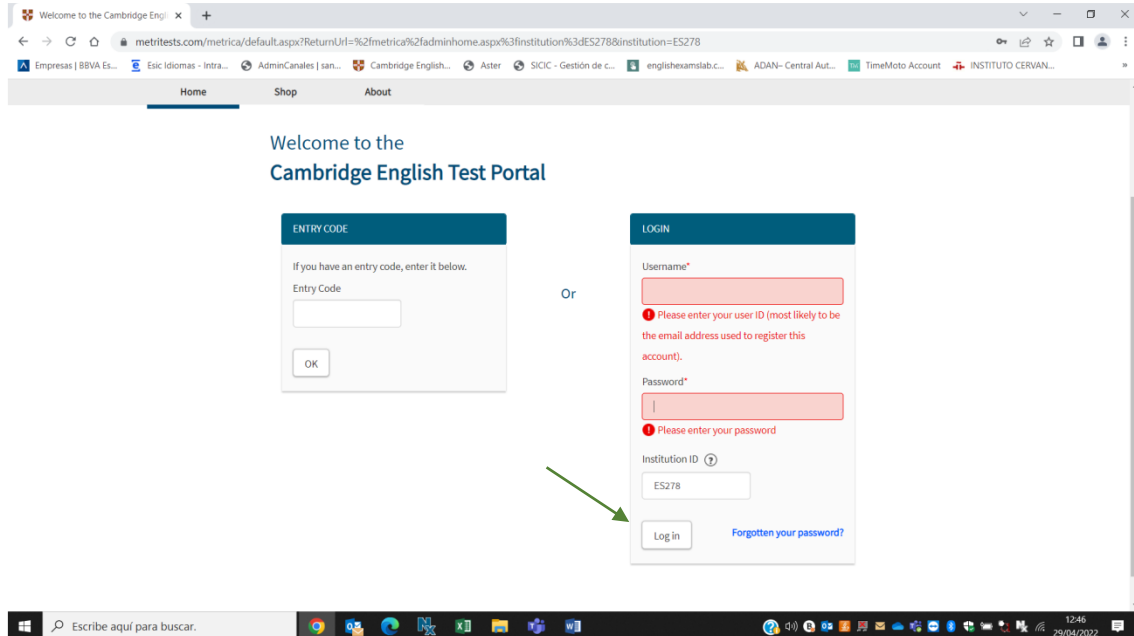 Welcome to the Cambridge Engli
metritests.com/metrica/default.aspx?ReturnUrl=%2fmetrica%2fadminhome.aspx%3finstitution%3dES278&institution=ES278
Empresas | BBVA Es... Esic Idiomas - Intra... AdminCanales | san... Cambridge English... Aster SICIC - Gestión de c... englishexamslab.c... ADAN– Central Aut... TimeMoto Account INSTITUTO CERVAN... »
Home Shop About
Welcome to the
Cambridge English Test Portal
ENTRY CODE
If you have an entry code, enter it below.
Entry Code
OK
Or
LOGIN
Username*
Please enter your user ID (most likely to be
the email address used to register this
account).
Password*
Please enter your password
Institution ID ?
ES278
Log in Forgotten your password?
Escribe aquí para buscar.
12:46
29/04/2022